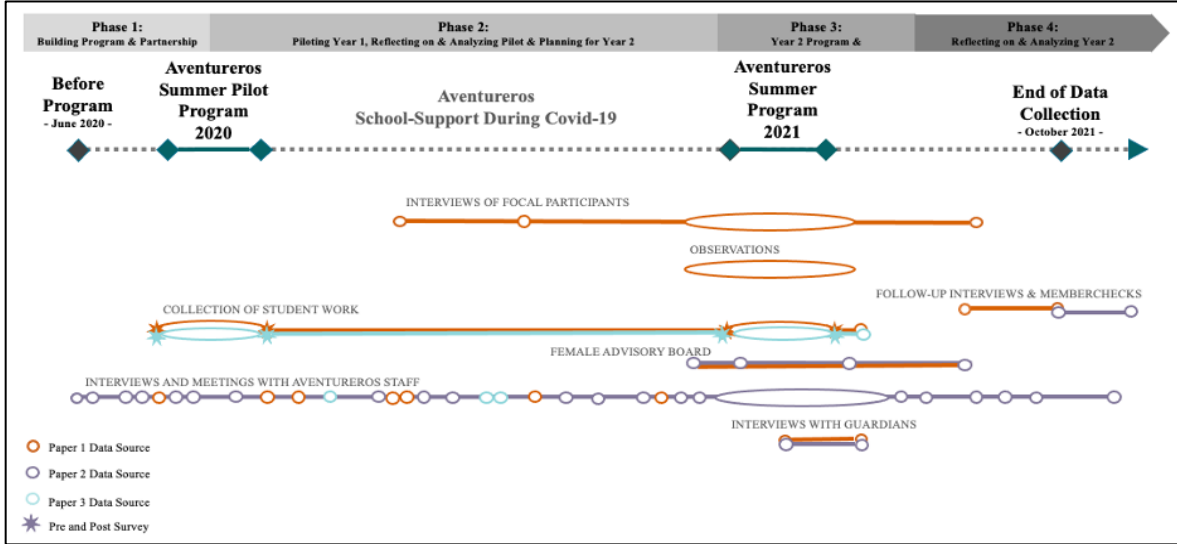 Phase 1:
Building Program & Partnership
Phase 2:
Piloting Year 1, Reflecting on & Analyzing Pilot & Planning for Year 2
Phase 3:
Year 2 Program &
Phase 4:
Reflecting on & Analyzing Year 2
Before
Program
- June 2020 -
Aventureros
Summer Pilot
Program
2020
Aventureros
School-Support During Covid-19
Aventureros
Summer
Program
2021
End of Data
Collection
- October 2021 -
INTERVIEWS OF FOCAL PARTICIPANTS
OBSERVATIONS
FOLLOW-UP INTERVIEWS & MEMBERCHECKS
COLLECTION OF STUDENT WORK
FEMALE ADVISORY BOARD
INTERVIEWS AND MEETINGS WITH AVENTUREROS STAFF
INTERVIEWS WITH GUARDIANS
Paper 1 Data Source
Paper 2 Data Source
Paper 3 Data Source
Pre and Post Survey